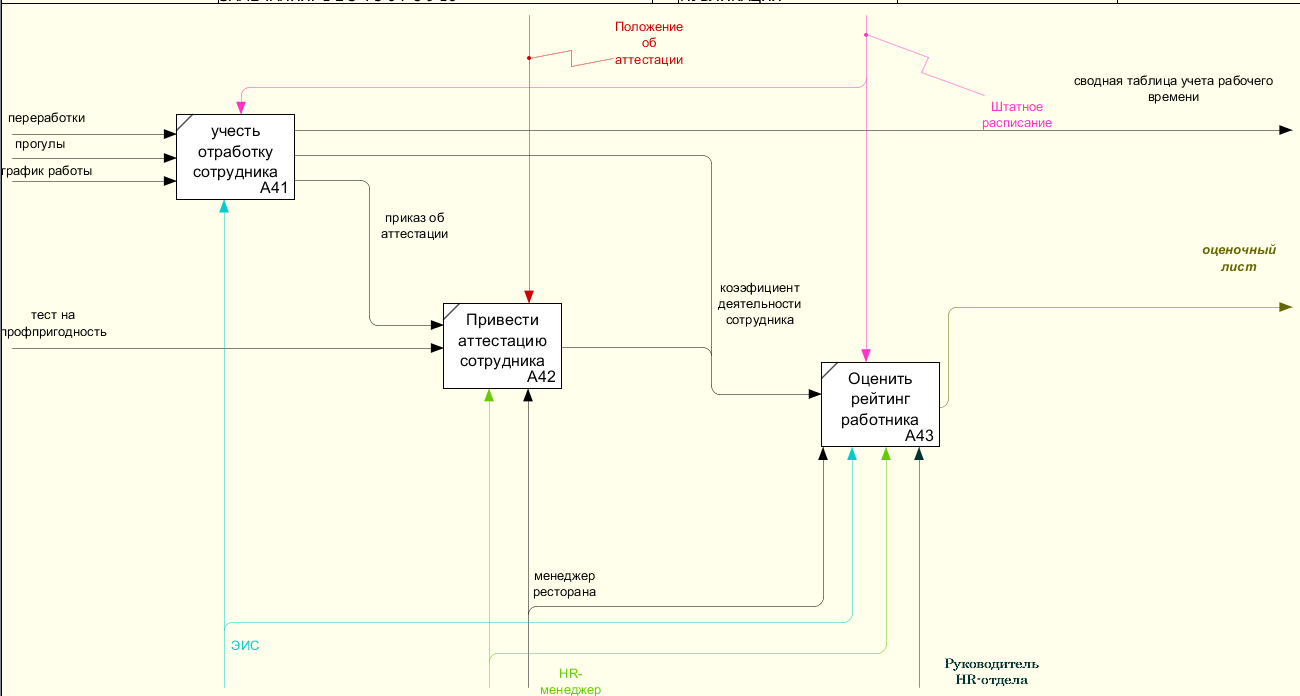 Положение
об
аттестации
сводная таблица учета рабочего
времени
Штатное
расписание
переработки
прогулы
график работы
учесть
отработку
сотрудника
A41
приказ об
аттестации
оценочный
лист
коээфициент
деятельности
сотрудника
тест на
профпригодность
Привести
аттестацию
сотрудника
A42
Оценить
рейтинг
работника
A43
менеджер
ресторана
ЭИС
HR-
менеджер
Руководитель
HR-отдела